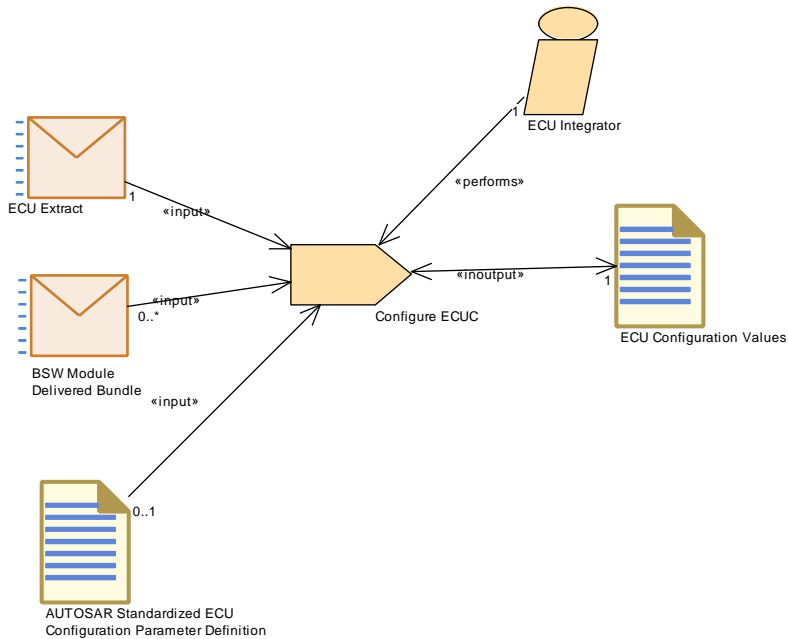 1
ECU Integrator
«performs»
ECU Extract
1
«input»
«input»
0..*
«inoutput»
1
Configure ECUC
ECU Configuration Values
BSW Module
Delivered Bundle
«input»
0..1
AUTOSAR Standardized ECU
Configuration Parameter Definition